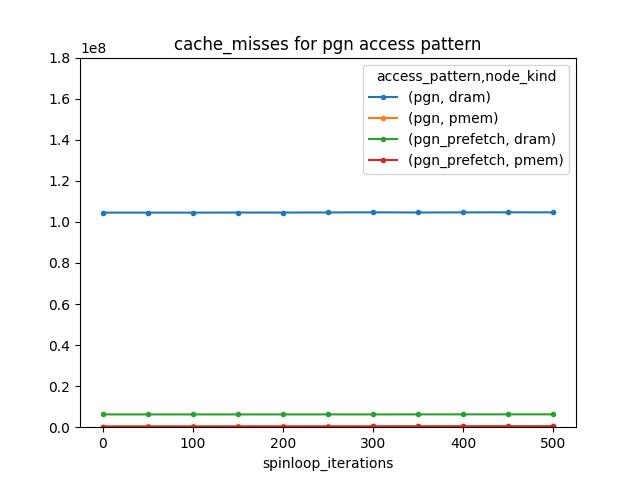 cache_misses for pgn access pattern
1e8
1.8
1.6
1.4
1.2
1.0
0.8
0.6
0.4
0.2
0.0
access_pattern,node_kind
(pgn, dram)
(pgn, pmem)
(pgn_prefetch, dram)
(pgn_prefetch, pmem)
0 100 200 300 400 500
spinloop_iterations